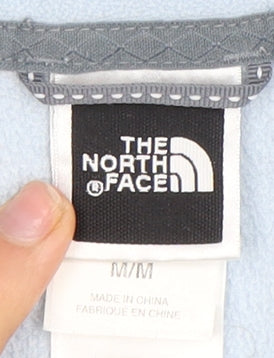 THE
NORTH
® FACE
M/M
MADE IN CHINA
FABRIQUÉ EN CHINE